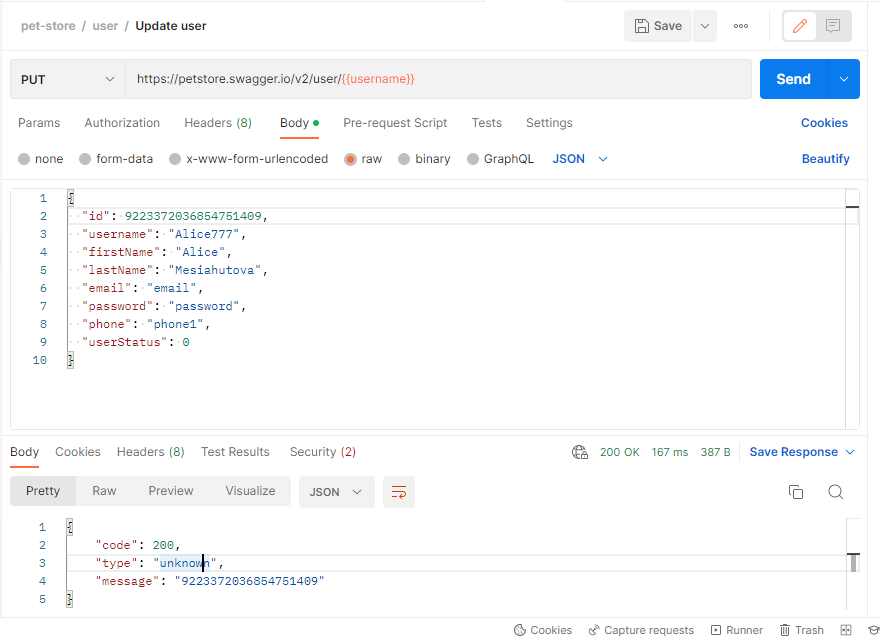 pet-store / user / Update user
Save
PUT https://petstore.swagger.io/v2/user/{{username}} Send
Params Authorization Headers (8) Body Pre-request Script Tests Settings Cookies
none form-data x-www-form-urlencoded raw binary GraphQL JSON Beautify
1 {
2 "id": 9223372036854751409,
3 "username": "Alice777",
4 "firstName": "Alice",
5 "lastName": "Mesiahutova",
6 "email": "email",
7 "password": "password",
8 "phone": "phone1",
9 "userStatus": 0
10 }
Body Cookies Headers (8) Test Results Security (2) 200 OK 167 ms 387 B Save Response
Pretty Raw Preview Visualize JSON
1 {
2 "code": 200,
3 "type": "unknown",
4 "message": "9223372036854751409"
5 }
Cookies Capture requests Runner Trash